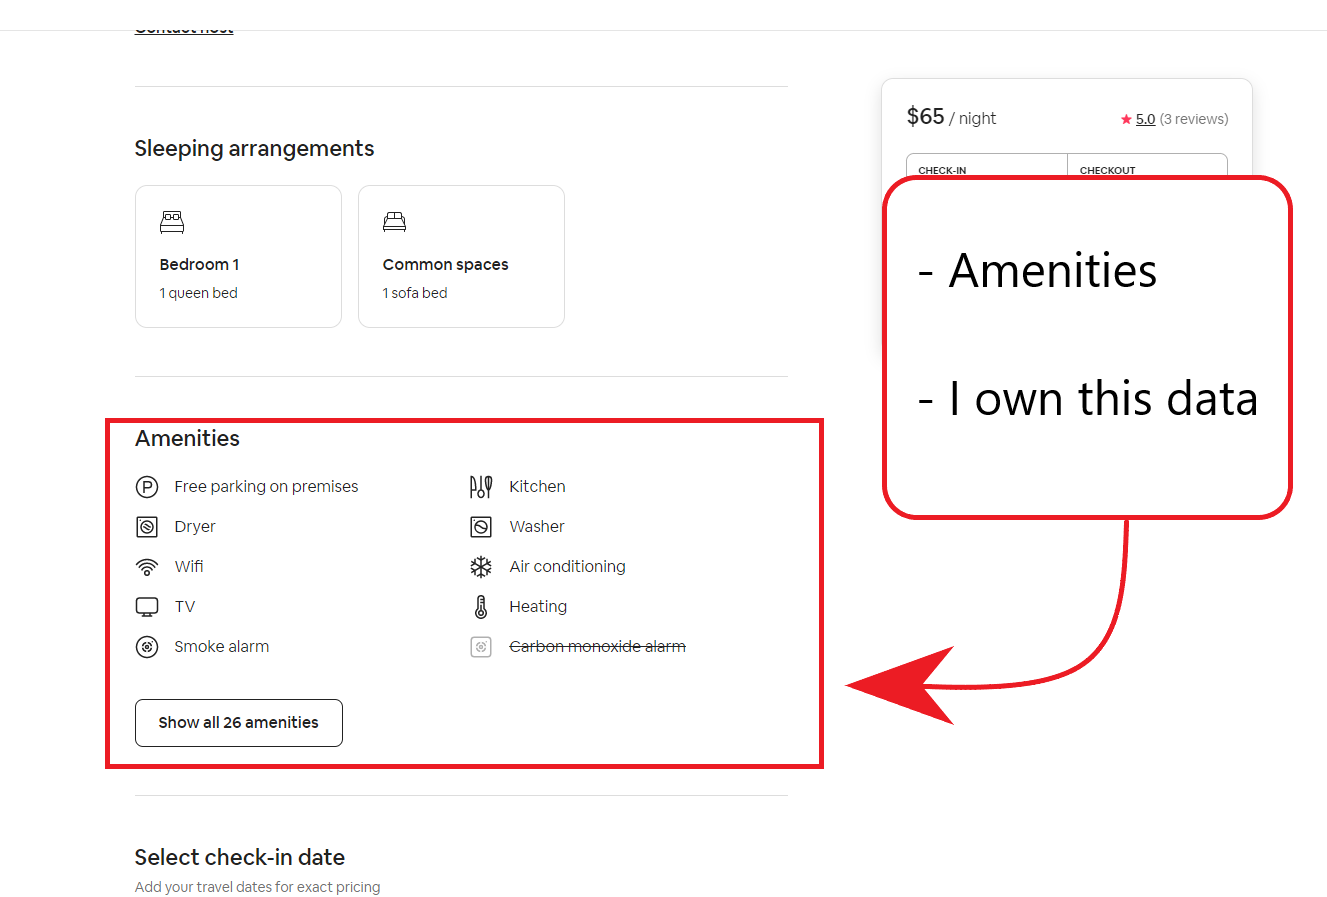 Contact host
$65 / night
5.0 (3 reviews)
CHECK-IN
CHECKOUT
Sleeping arrangements
Bedroom 1
1 queen bed
Common spaces
1 sofa bed
- Amenities
- I own this data
Amenities
Free parking on premises
Kitchen
Dryer
Washer
Wifi
Air conditioning
TV
Heating
Smoke alarm
Carbon monoxide alarm
Show all 26 amenities
Select check-in date
Add your travel dates for exact pricing